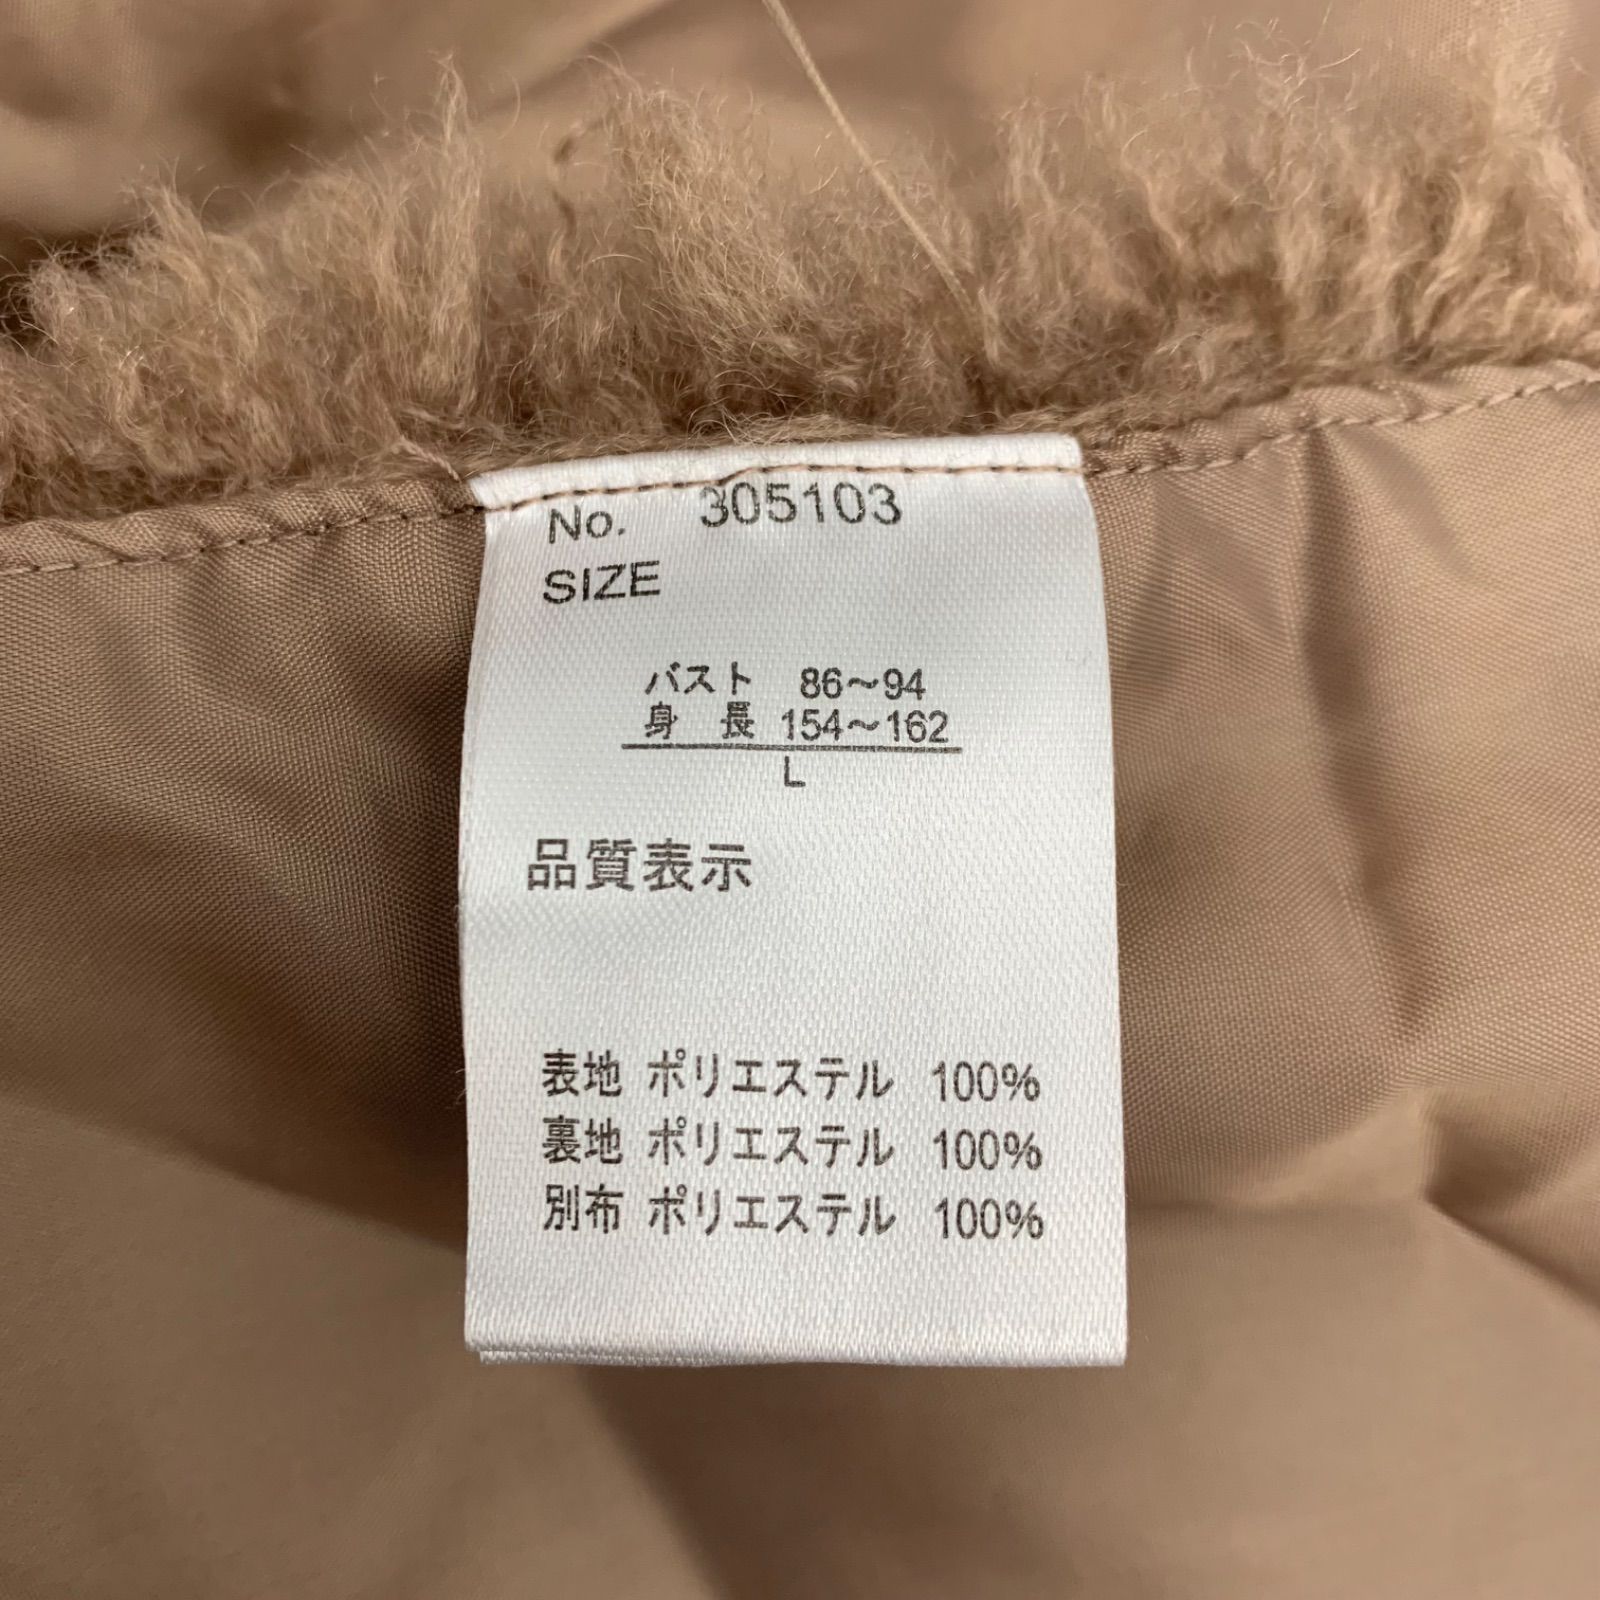 No. 305103
SIZE
バスト 86～94
身 長 154～162
L
品質表示
表地 ポリエステル 100%
裏地 ポリエステル 100%
別布 ポリエステル 100%